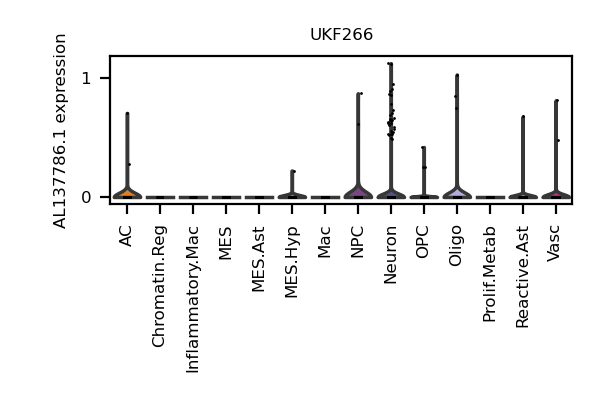 UKF266
AL137786.1 expression
1
0
AC
Chromatin.Reg
Inflammatory.Mac
MES
MES.Ast
MES.Hyp
Mac
NPC
Neuron
OPC
Oligo
Prolif.Metab
Reactive.Ast
Vasc